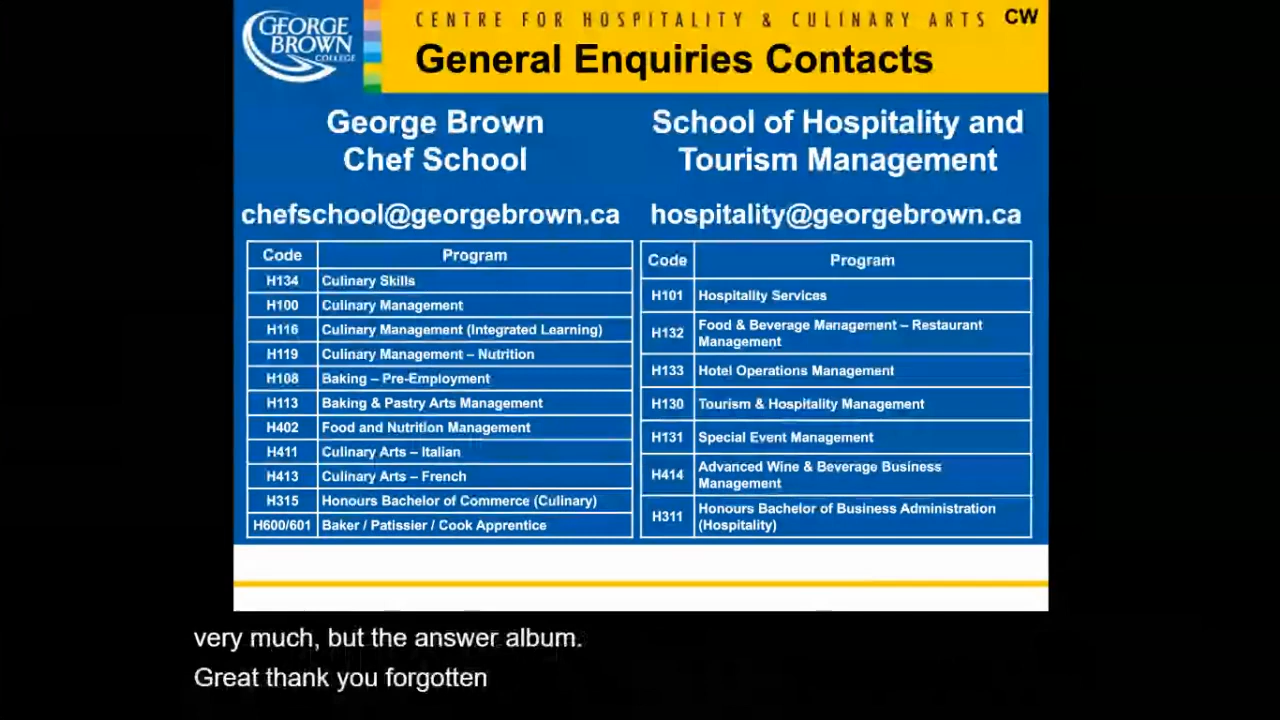 GEORGE
BROWN
COLLEGE
CENTRE FOR HOSPITALITY & CULINARY ARTS
CW
General Enquiries Contacts
George Brown
Chef School
chefschool@georgebrown.ca
Code Program
H134 Culinary Skills
H100 Culinary Management
H116 Culinary Management (Integrated Learning)
H119 Culinary Management – Nutrition
H108 Baking – Pre-Employment
H113 Baking & Pastry Arts Management
H402 Food and Nutrition Management
H411 Culinary Arts – Italian
H413 Culinary Arts – French
H315 Honours Bachelor of Commerce (Culinary)
H600/601 Baker / Patissier / Cook Apprentice
School of Hospitality and
Tourism Management
hospitality@georgebrown.ca
Code Program
H101 Hospitality Services
H132 Food & Beverage Management – Restaurant
Management
H133 Hotel Operations Management
H130 Tourism & Hospitality Management
H131 Special Event Management
H414 Advanced Wine & Beverage Business
Management
H311 Honours Bachelor of Business Administration
(Hospitality)
very much, but the answer album.
Great thank you forgotten